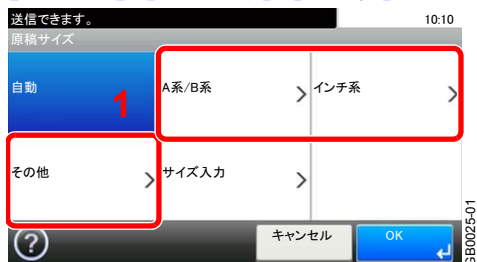 送信できます。 10:10
原稿サイズ
自動 1 A系/B系 > インチ系 >
その他 > サイズ入力 >
? キャンセル OK
GB0025-01